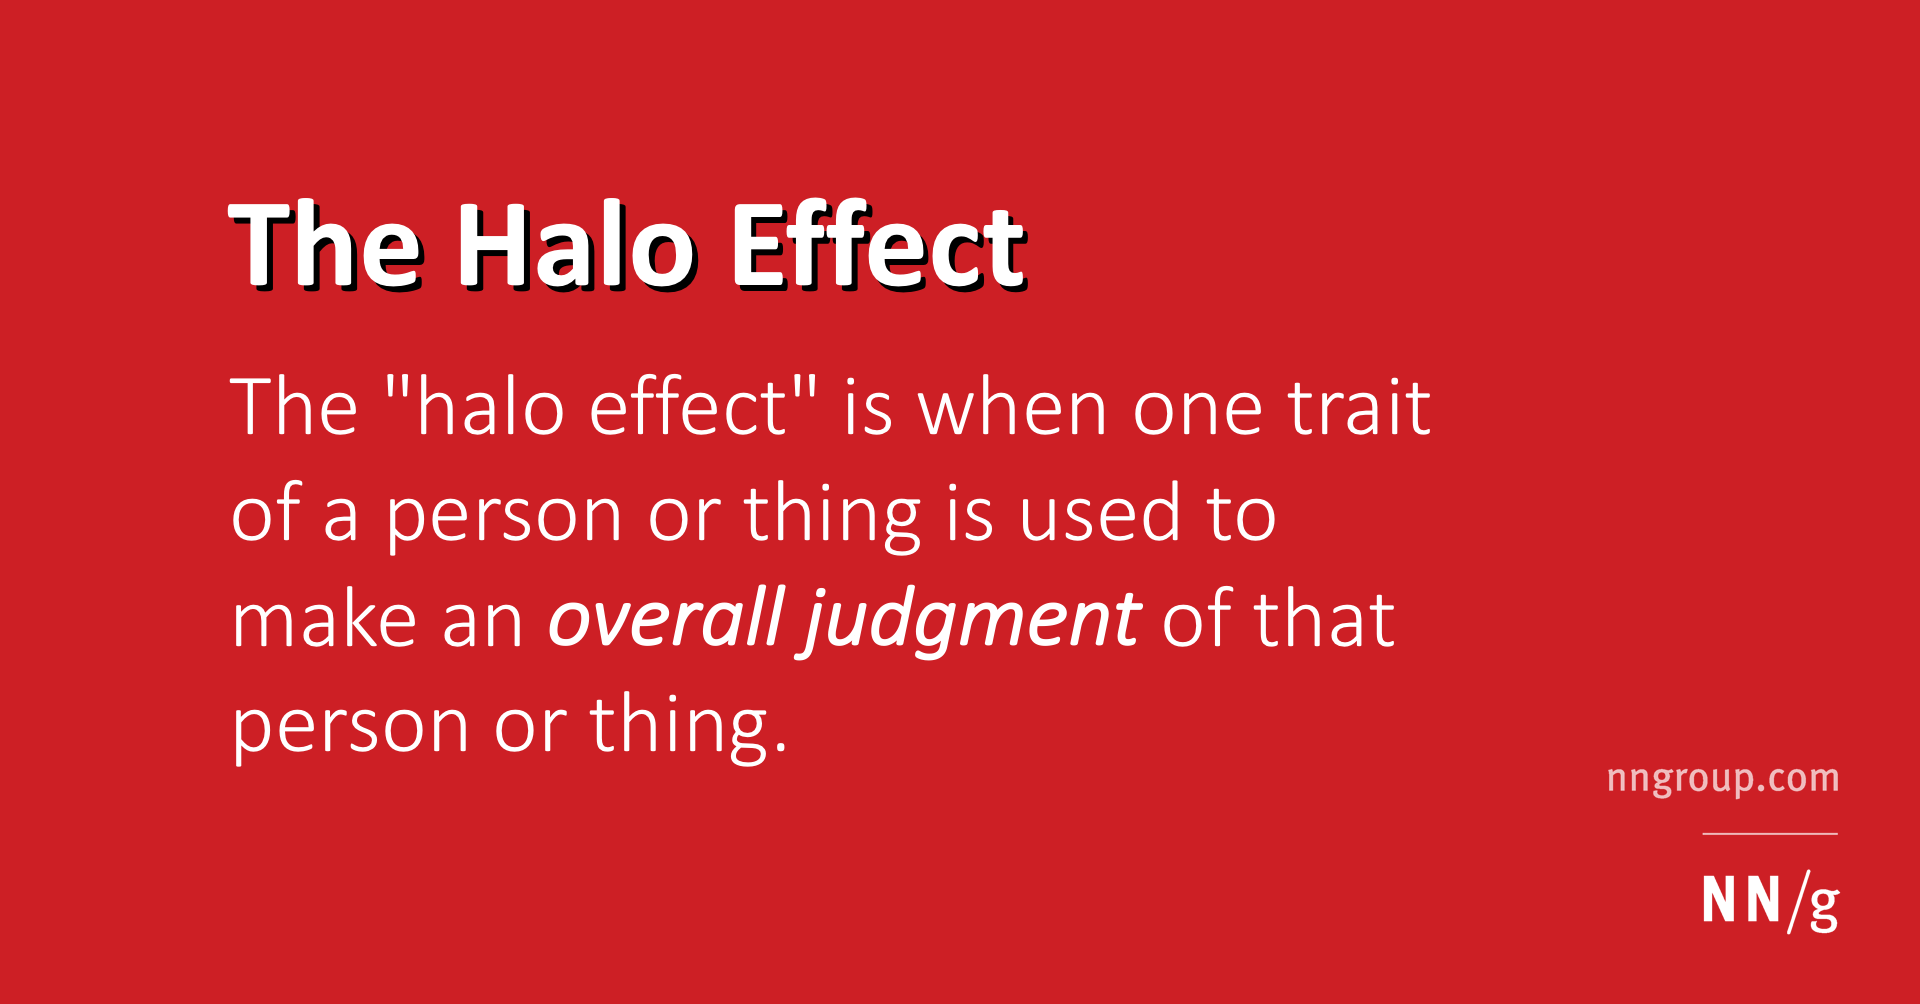 The Halo Effect
The "halo effect" is when one trait
of a person or thing is used to
make an overall judgment of that
person or thing.
nngroup.com
NN/g